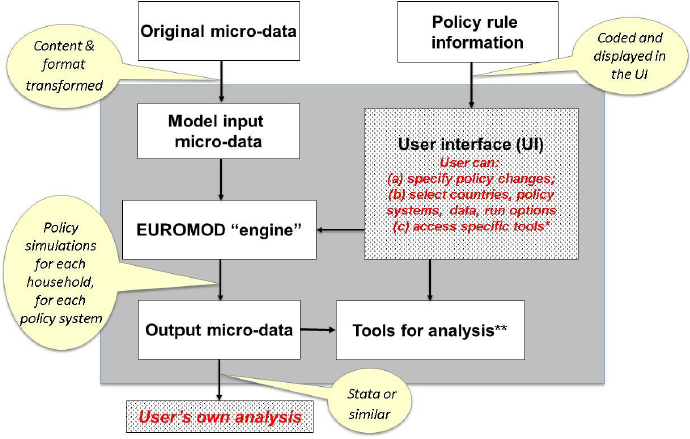 Original micro-data
Policy rule
information
Content &
format
transformed
Coded and
displayed in
the UI
Model input
micro-data
User interface (UI)
User can:
(a) specify policy changes;
(b) select countries, policy
systems, data, run options
(c) access specific tools*
EUROMOD “engine”
Policy
simulations
for each
household,
for each
policy system
Output micro-data
Tools for analysis**
Stata or
similar
User's own analysis